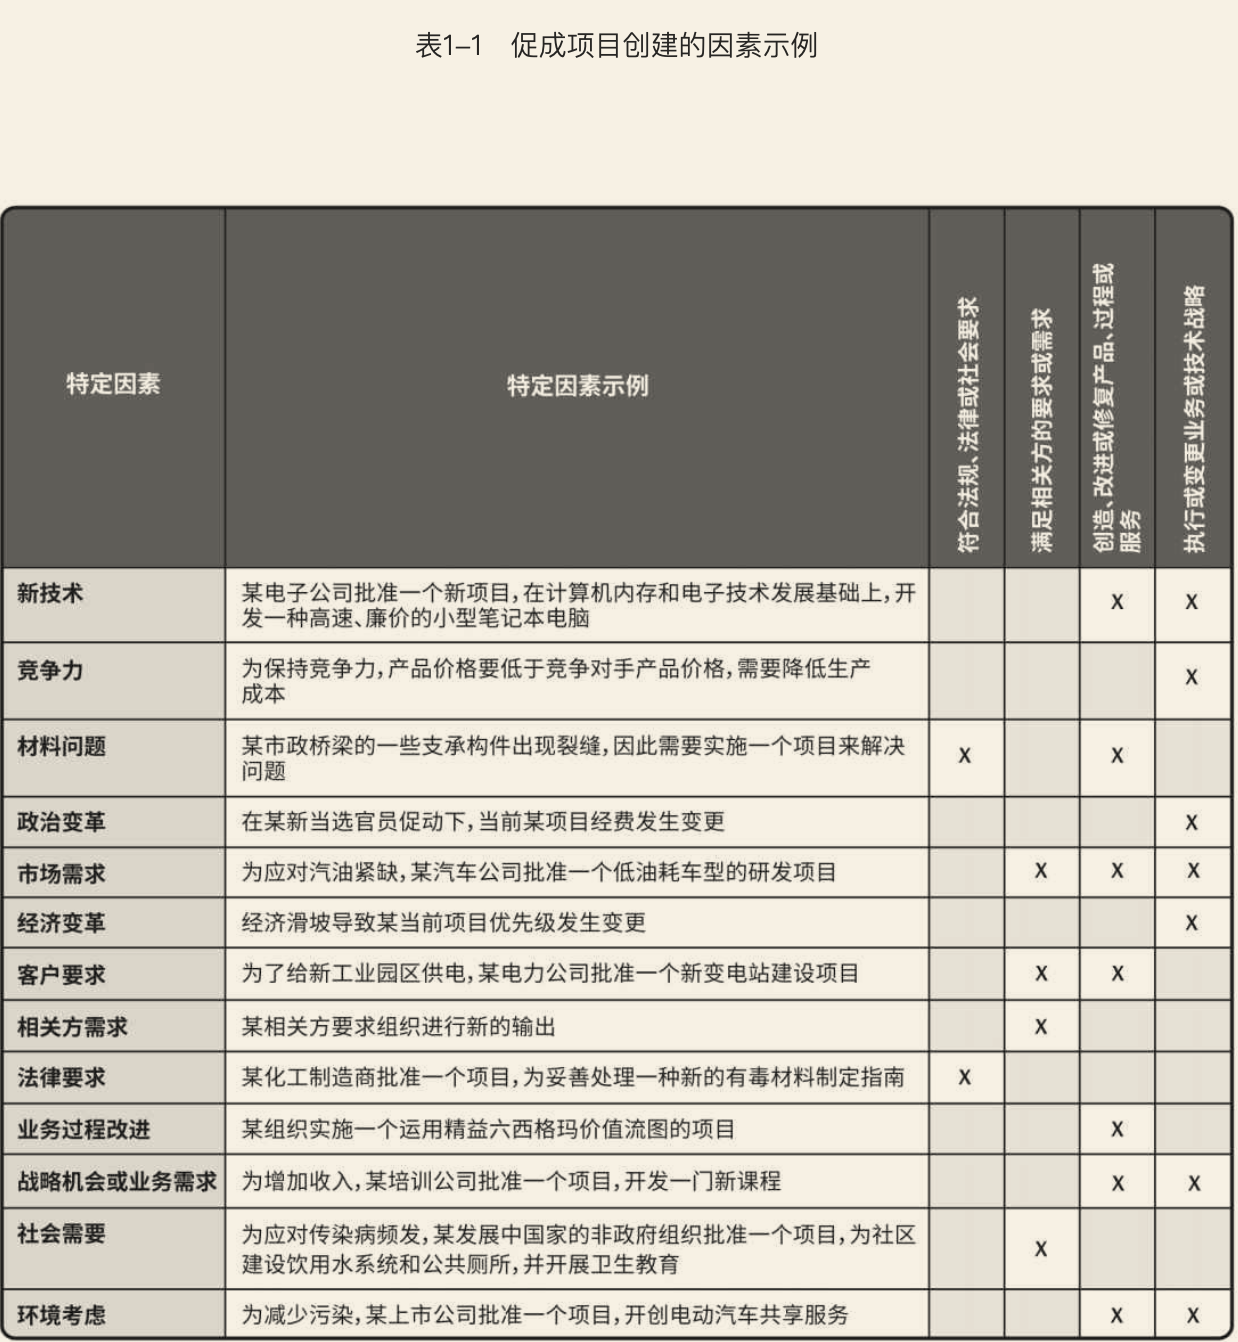 表1–1 促成项目创建的因素示例
特定因素
特定因素示例
符合法规、法律或社会要求
满足相关方的要求或需求
创造、改进或修复产品、过程或
服务
执行或变更业务或技术战略
新技术
某电子公司批准一个新项目,在计算机内存和电子技术发展基础上,开
发一种高速、廉价的小型笔记本电脑
X X
竞争力
为保持竞争力,产品价格要低于竞争对手产品价格,需要降低生产
成本
X
材料问题
某市政桥梁的一些支承构件出现裂缝,因此需要实施一个项目来解决
问题
X X
政治变革 在某新当选官员促动下,当前某项目经费发生变更 X
市场需求 为应对汽油紧缺,某汽车公司批准一个低油耗车型的研发项目 X X X
经济变革 经济滑坡导致某当前项目优先级发生变更 X
客户要求 为了给新工业园区供电,某电力公司批准一个新变电站建设项目 X X
相关方需求 某相关方要求组织进行新的输出 X
法律要求 某化工制造商批准一个项目,为妥善处理一种新的有毒材料制定指南 X
业务过程改进 某组织实施一个运用精益六西格玛价值流图的项目 X
战略机会或业务需求 为增加收入,某培训公司批准一个项目,开发一门新课程 X X
社会需要
为应对传染病频发,某发展中国家的非政府组织批准一个项目,为社区
建设饮用水系统和公共厕所,并开展卫生教育
X
环境考虑 为减少污染,某上市公司批准一个项目,开创电动汽车共享服务 X X